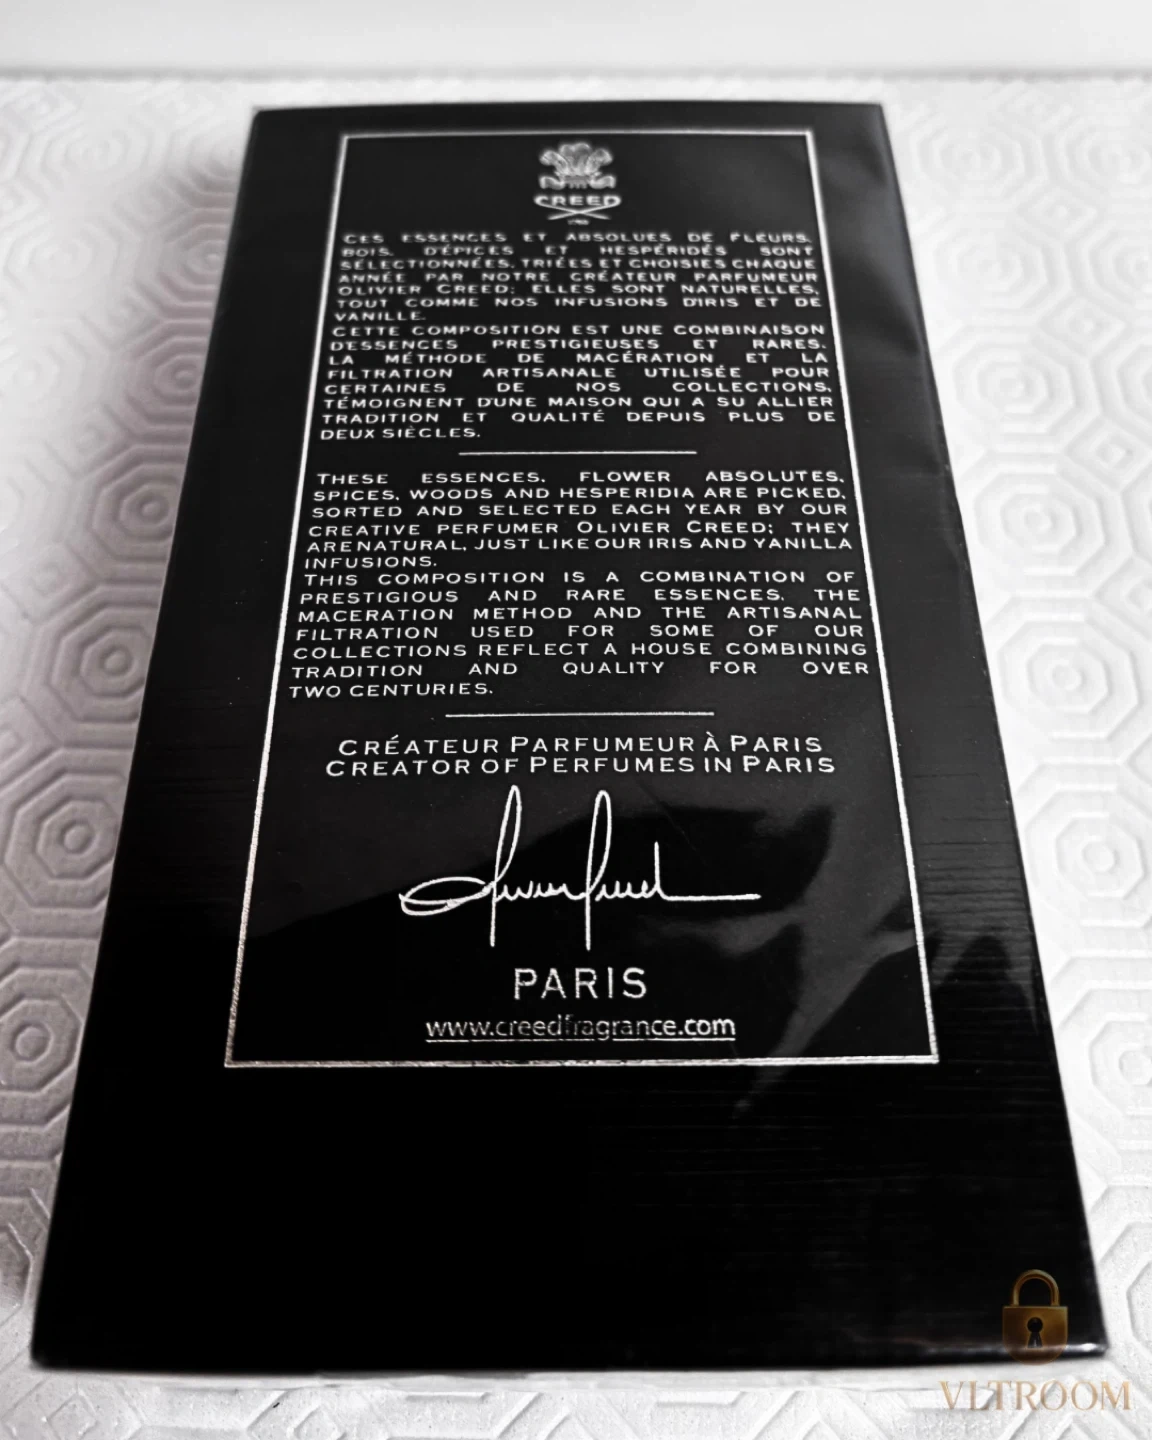 CREED
CES ESSENCES ET ABSOLUES DE FLEURS,
BOIS, D'ÉPICES ET HESPÉRIDÉS SONT
SÉLECTIONNÉES, TRIÉES ET CHOISIES CHAQUE
ANNÉE PAR NOTRE CRÉATEUR PARFUMEUR
OLIVIER CREED; ELLES SONT NATURELLES,
TOUT COMME NOS INFUSIONS D'IRIS ET DE
VANILLE.
CETTE COMPOSITION EST UNE COMBINAISON
D'ESSENCES PRESTIGIEUSES ET RARES.
LA MÉTHODE DE MACÉRATION ET LA
FILTRATION ARTISANALE UTILISÉE POUR
CERTAINES DE NOS COLLECTIONS,
TÉMOIGNENT D'UNE MAISON QUI A SU ALLIER
TRADITION ET QUALITÉ DEPUIS PLUS DE
DEUX SIÈCLES.
THESE ESSENCES, FLOWER ABSOLUTES,
SPICES, WOODS AND HESPERIDIA ARE PICKED,
SORTED AND SELECTED EACH YEAR BY OUR
CREATIVE PERFUMER OLIVIER CREED; THEY
ARE NATURAL, JUST LIKE OUR IRIS AND VANILLA
INFUSIONS.
THIS COMPOSITION IS A COMBINATION OF
PRESTIGIOUS AND RARE ESSENCES. THE
MACERATION METHOD AND THE ARTISANAL
FILTRATION USED FOR SOME OF OUR
COLLECTIONS REFLECT A HOUSE COMBINING
TRADITION AND QUALITY FOR OVER
TWO CENTURIES.
CRÉATEUR PARFUMEUR À PARIS
CREATOR OF PERFUMES IN PARIS
Olivier Creed
PARIS
www.creedfragrance.com
VLTROOM